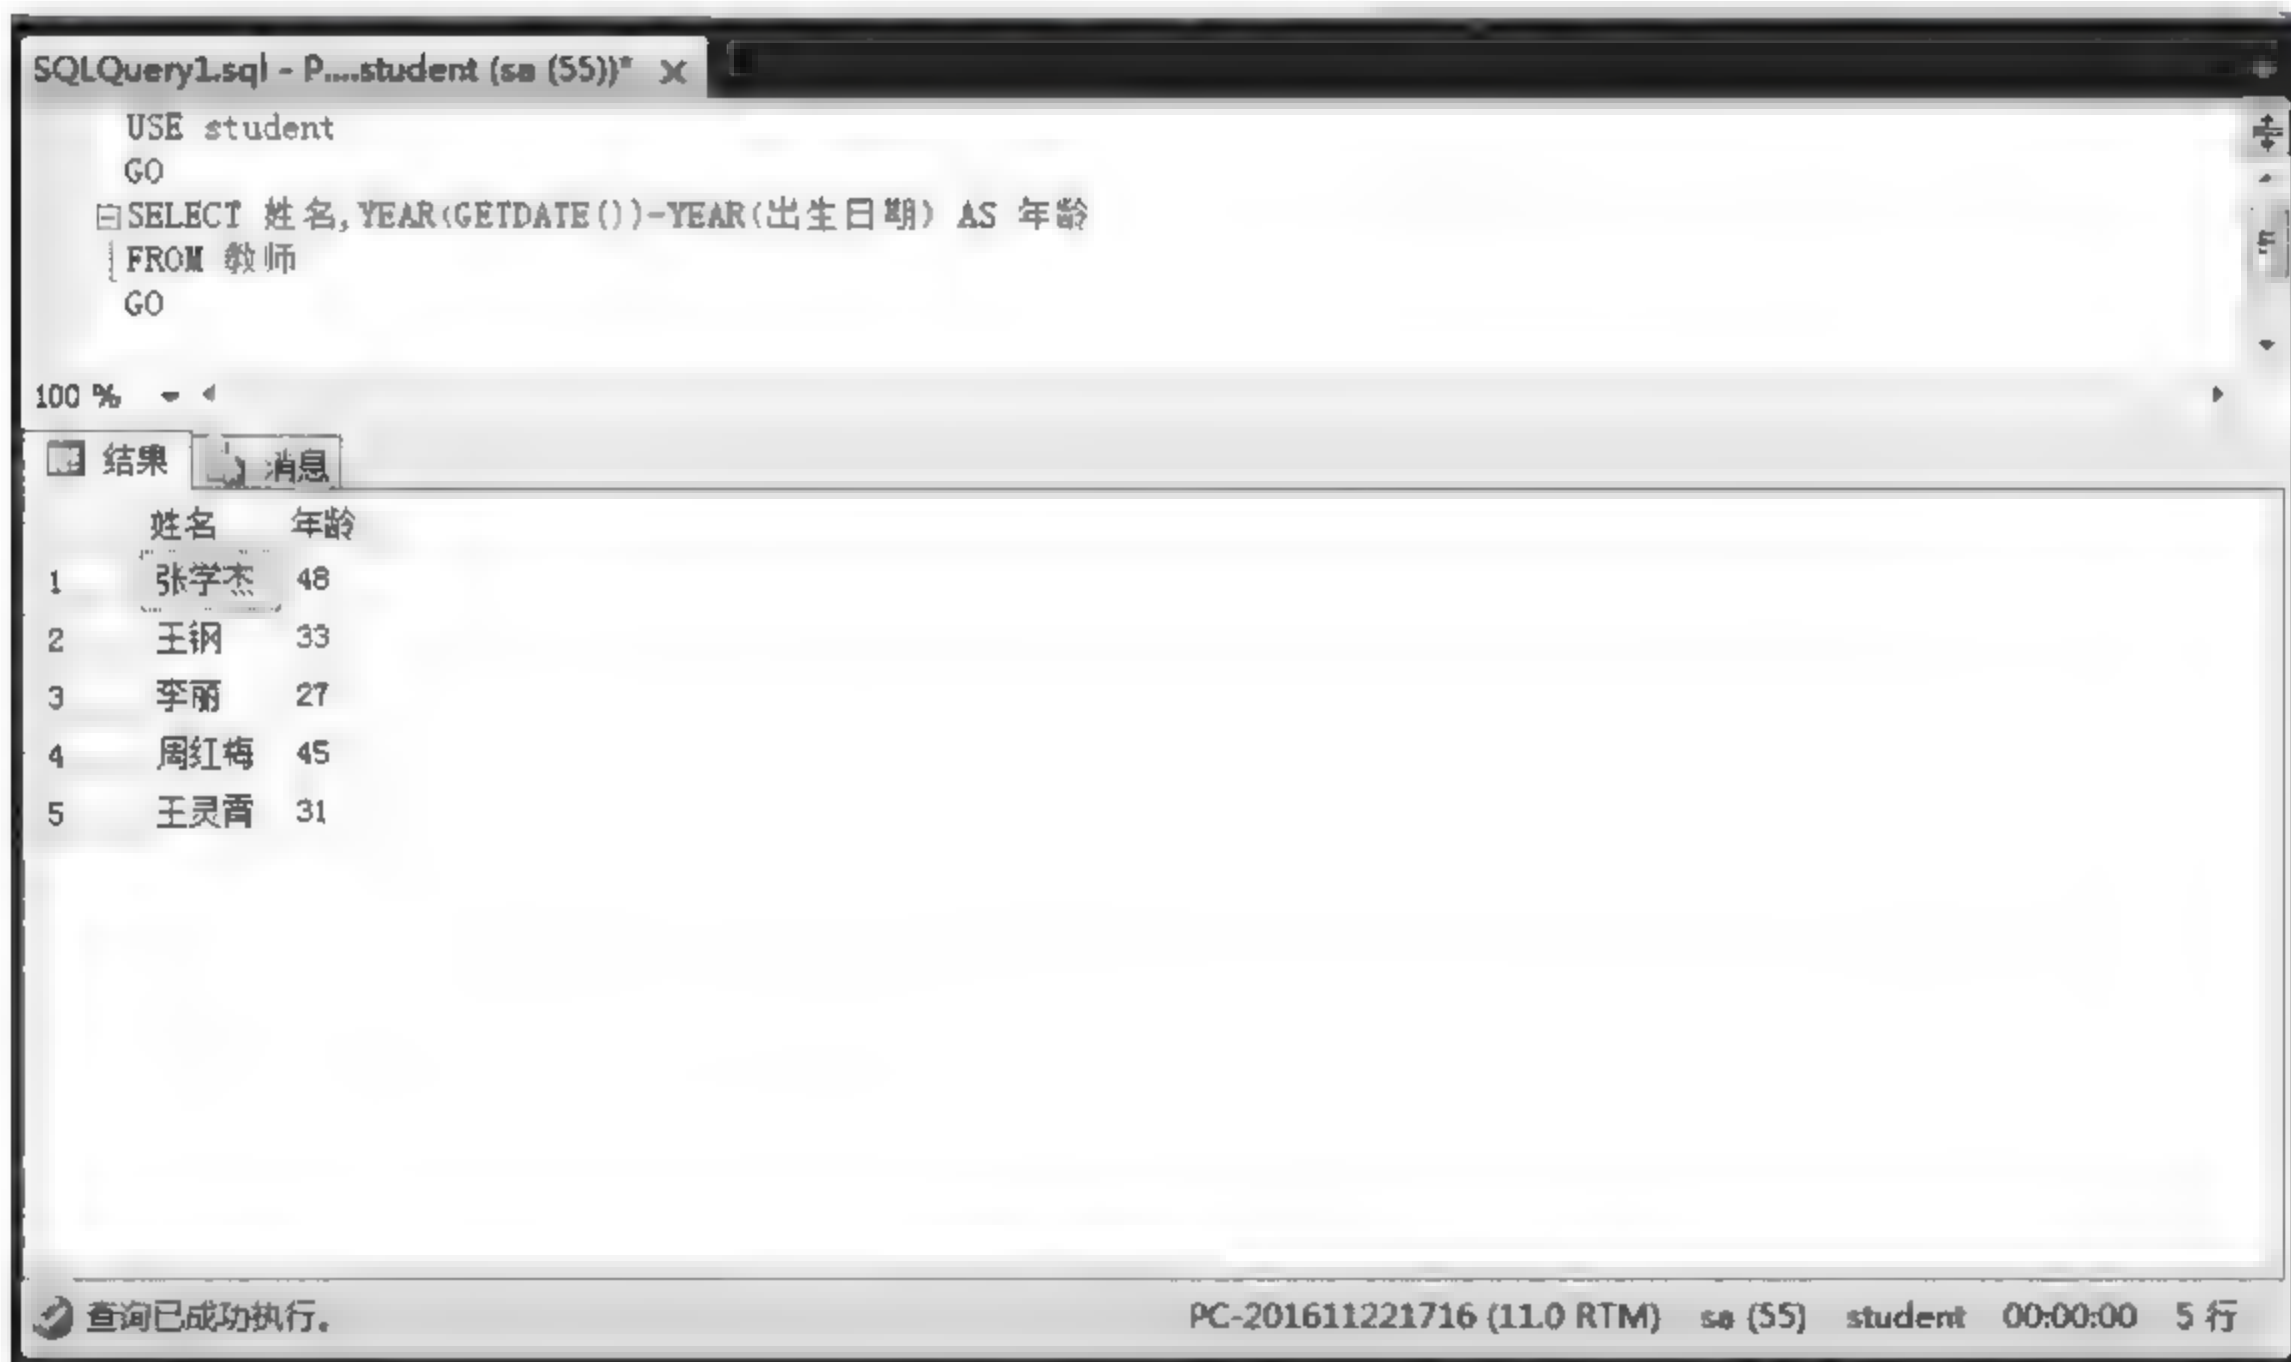 SQLQuery1.sql - P....student (sa (55))* ×
USE student
GO
SELECT 姓名,YEAR(GETDATE())-YEAR(出生日期) AS 年龄
FROM 教师
GO
100 %
结果 消息
姓名 年龄
1 张学杰 48
2 王钢 33
3 李丽 27
4 周红梅 45
5 王灵霄 31
查询已成功执行。 PC-201611221716 (11.0 RTM) sa (55) student 00:00:00 5 行